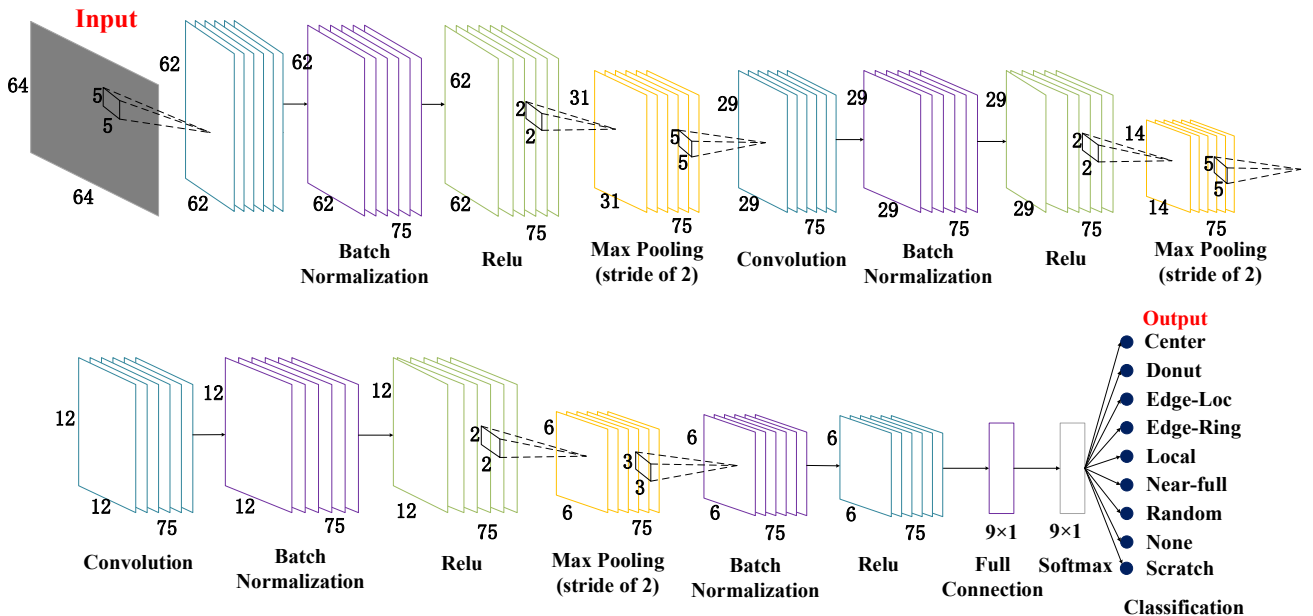 Input
64
64
5
5
62
62
62
62
75
Batch
Normalization
62
62
75
Relu
2
2
31
31
75
Max Pooling
(stride of 2)
5
5
29
29
75
Convolution
29
29
75
Batch
Normalization
29
29
75
Relu
2
2
14
14
75
Max Pooling
(stride of 2)
5
5
12
12
75
Convolution
12
12
75
Batch
Normalization
12
12
75
Relu
2
2
6
6
75
Max Pooling
(stride of 2)
3
3
6
6
75
Batch
Normalization
6
6
75
Relu
9×1
Full
Connection
9×1
Softmax
Output
Center
Donut
Edge-Loc
Edge-Ring
Local
Near-full
Random
None
Scratch
Classification